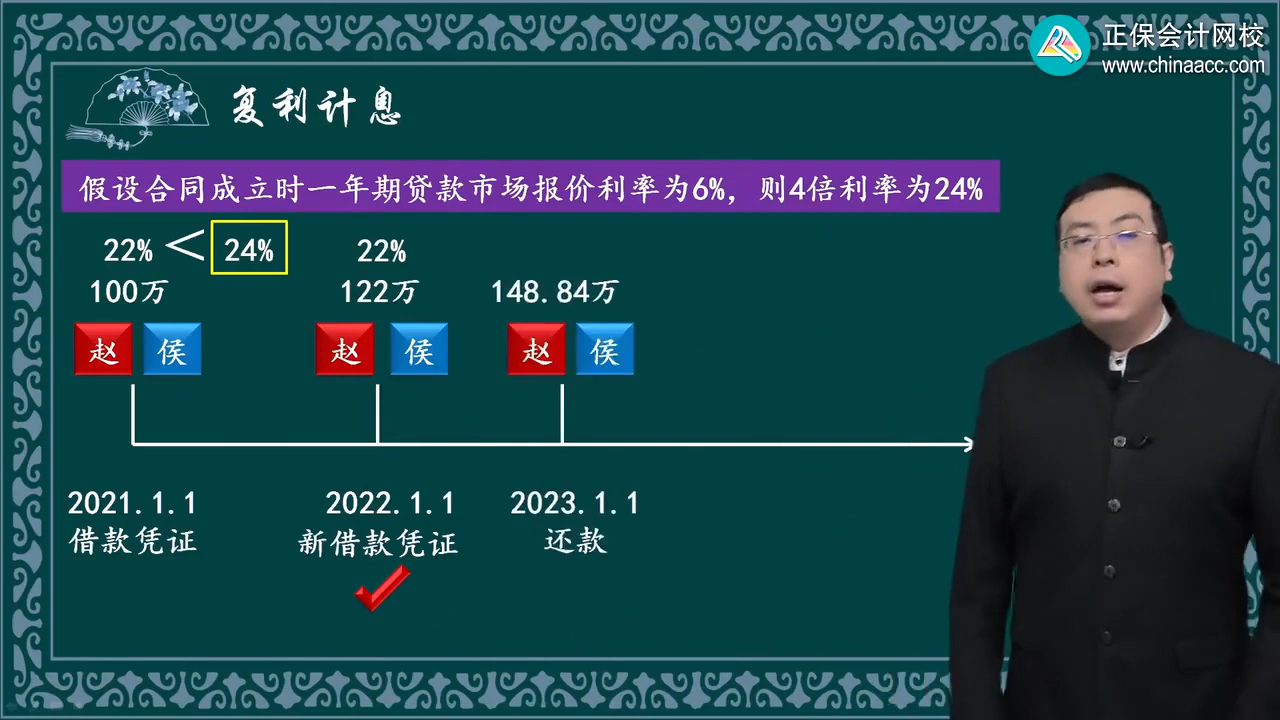 正保会计网校
www.chinaacc.com
复利计息
假设合同成立时一年期贷款市场报价利率为6%，则4倍利率为24%
22% < 24% 22%
100万 122万 148.84万
赵 侯 赵 侯 赵 侯
2021.1.1 2022.1.1 2023.1.1
借款凭证 新借款凭证 还款